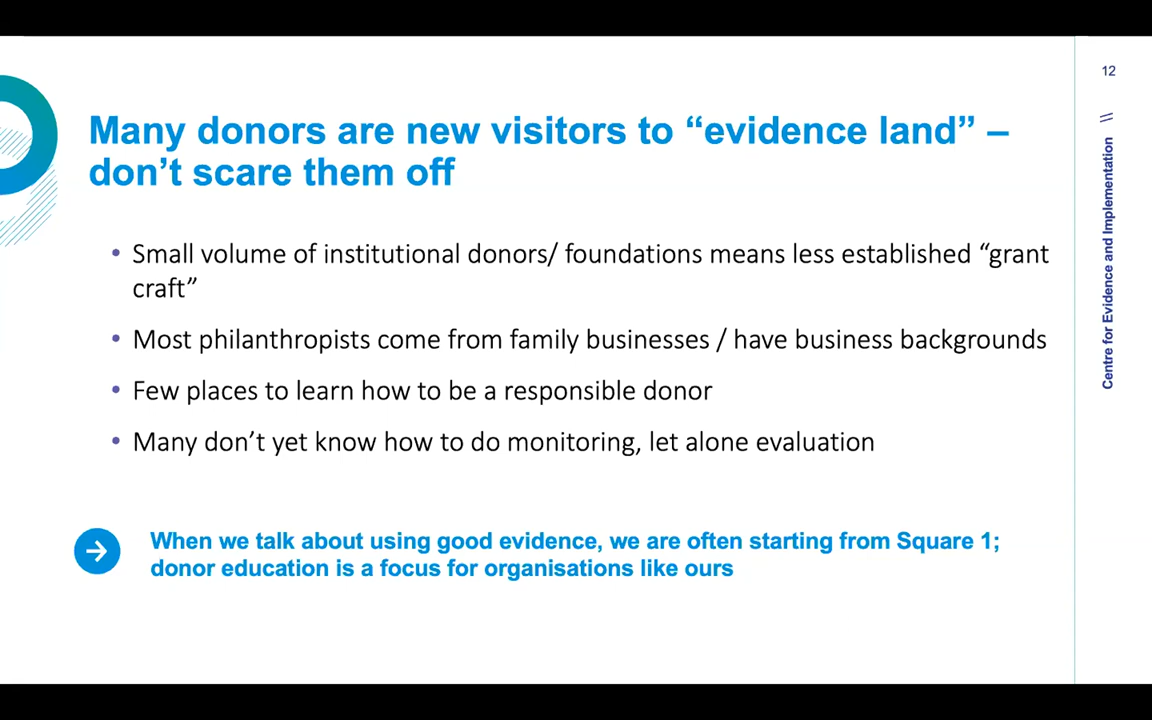 12
Many donors are new visitors to “evidence land” –
don’t scare them off
• Small volume of institutional donors/ foundations means less established “grant
craft”
• Most philanthropists come from family businesses / have business backgrounds
• Few places to learn how to be a responsible donor
• Many don’t yet know how to do monitoring, let alone evaluation
When we talk about using good evidence, we are often starting from Square 1;
donor education is a focus for organisations like ours
Centre for Evidence and Implementation \\